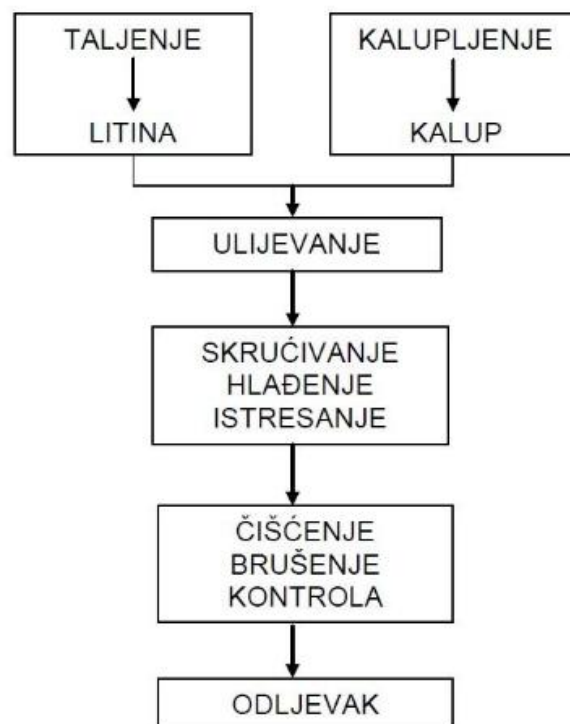 TALJENJE
LITINA
KALUPLJENJE
KALUP
ULIJEVANJE
SKRUĆIVANJE
HLAĐENJE
ISTRESANJE
ČIŠĆENJE
BRUŠENJE
KONTROLA
ODLJEVAK